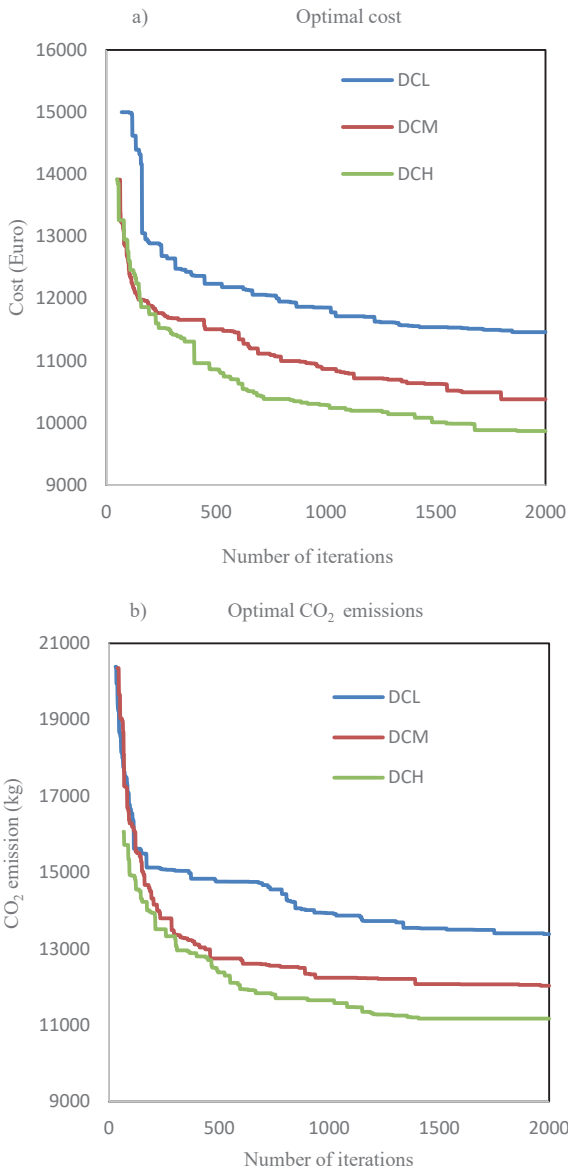 a) Optimal cost
16000
15000
14000
13000
12000
11000
10000
9000
Cost (Euro)
DCL
DCM
DCH
0 500 1000 1500 2000
Number of iterations
b) Optimal CO₂ emissions
21000
19000
17000
15000
13000
11000
9000
CO₂ emission (kg)
DCL
DCM
DCH
0 500 1000 1500 2000
Number of iterations